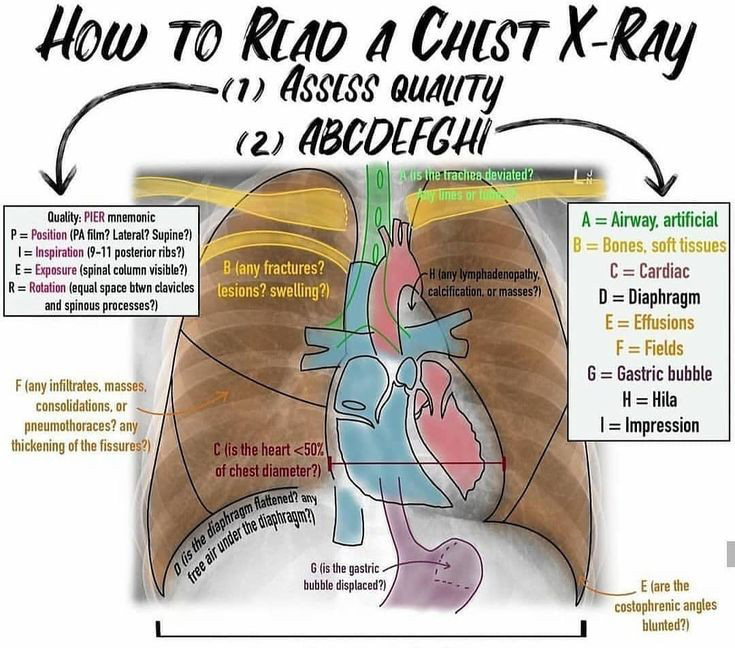 HOW TO READ A CHEST X-RAY
(1) ASSESS QUALITY
(2) ABCDEFGHI
Quality: PIER mnemonic
P = Position (PA film? Lateral? Supine?)
I = Inspiration (9-11 posterior ribs?)
E = Exposure (spinal column visible?)
R = Rotation (equal space btwn clavicles
and spinous processes?)
A (is the trachea deviated?
Any lines or tubes?)
L
A = Airway, artificial
B = Bones, soft tissues
C = Cardiac
D = Diaphragm
E = Effusions
F = Fields
G = Gastric bubble
H = Hila
I = Impression
B (any fractures?
lesions? swelling?)
H (any lymphadenopathy,
calcification, or masses?)
F (any infiltrates, masses,
consolidations, or
pneumothoraces? any
thickening of the fissures?)
C (is the heart <50%
of chest diameter?)
D (is the diaphragm flattened? any
free air under the diaphragm?)
G (is the gastric
bubble displaced?)
E (are the
costophrenic angles
blunted?)